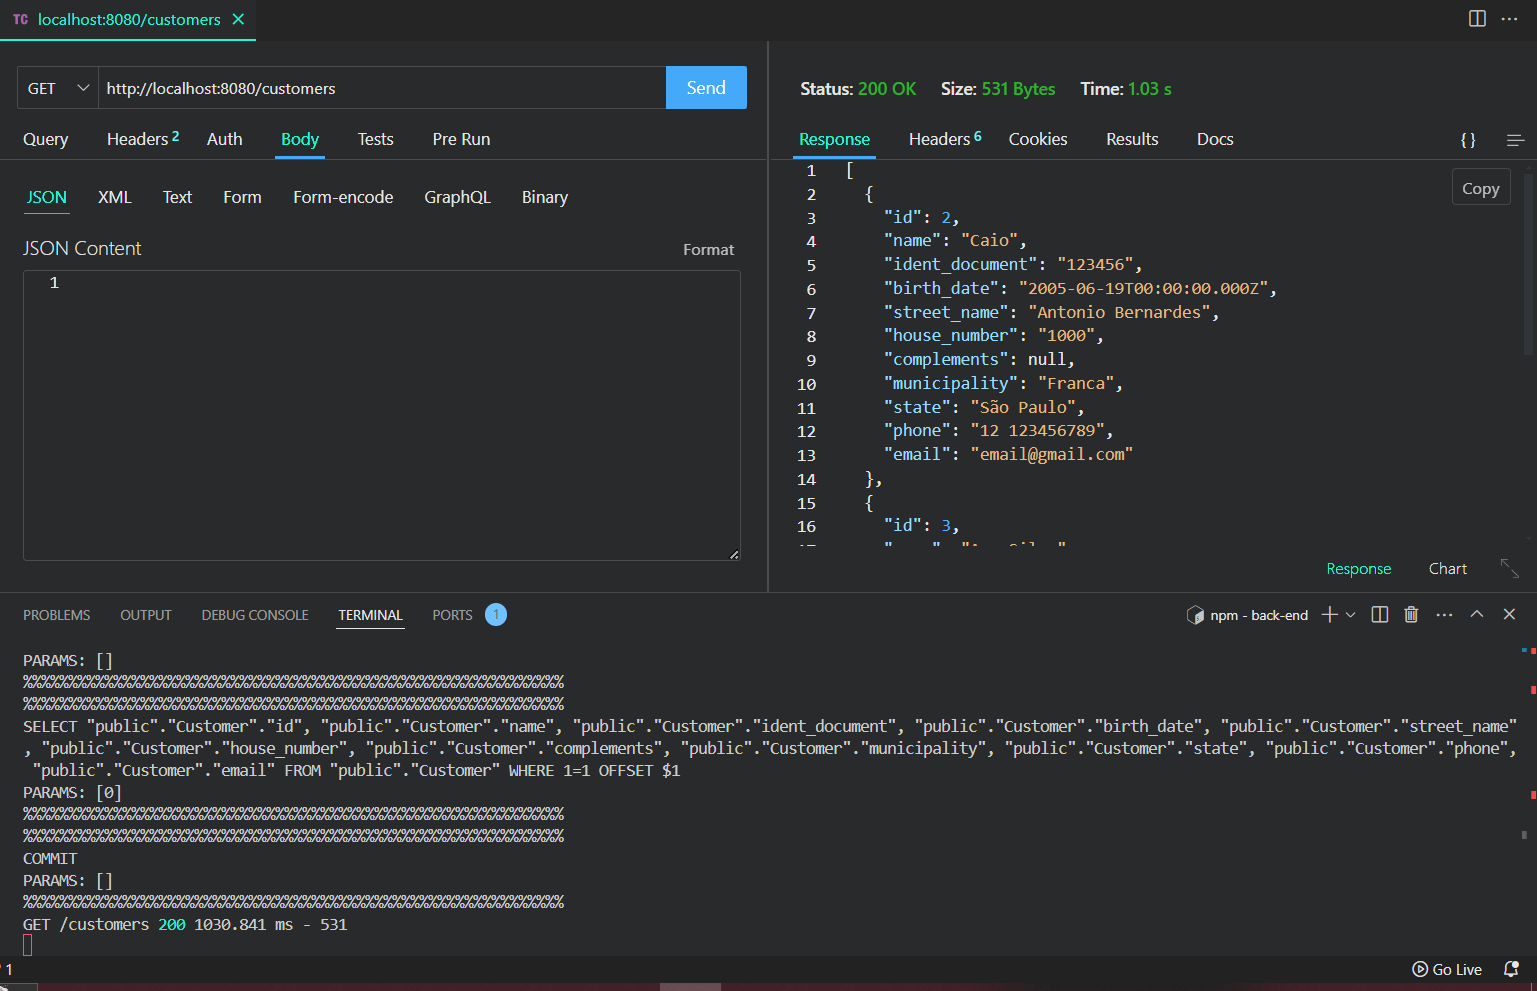 TC localhost:8080/customers
GET http://localhost:8080/customers Send
Query Headers 2 Auth Body Tests Pre Run
JSON XML Text Form Form-encode GraphQL Binary
JSON Content Format
1
Status: 200 OK Size: 531 Bytes Time: 1.03 s
Response Headers 6 Cookies Results Docs {}
Copy
1 [
2 {
3 "id": 2,
4 "name": "Caio",
5 "ident_document": "123456",
6 "birth_date": "2005-06-19T00:00:00.000Z",
7 "street_name": "Antonio Bernardes",
8 "house_number": "1000",
9 "complements": null,
10 "municipality": "Franca",
11 "state": "São Paulo",
12 "phone": "12 123456789",
13 "email": "email@gmail.com"
14 },
15 {
16 "id": 3,
Response Chart
PROBLEMS OUTPUT DEBUG CONSOLE TERMINAL PORTS 1 npm - back-end
PARAMS: []
%%%%%%%%%%%%%%%%%%%%%%%%%%%%%%%%%%%%%%%%%%%%%%%%%%%%%%%%%%%%
%%%%%%%%%%%%%%%%%%%%%%%%%%%%%%%%%%%%%%%%%%%%%%%%%%%%%%%%%%%%
SELECT "public"."Customer"."id", "public"."Customer"."name", "public"."Customer"."ident_document", "public"."Customer"."birth_date", "public"."Customer"."street_name"
, "public"."Customer"."house_number", "public"."Customer"."complements", "public"."Customer"."municipality", "public"."Customer"."state", "public"."Customer"."phone",
"public"."Customer"."email" FROM "public"."Customer" WHERE 1=1 OFFSET $1
PARAMS: [0]
%%%%%%%%%%%%%%%%%%%%%%%%%%%%%%%%%%%%%%%%%%%%%%%%%%%%%%%%%%%%
%%%%%%%%%%%%%%%%%%%%%%%%%%%%%%%%%%%%%%%%%%%%%%%%%%%%%%%%%%%%
COMMIT
PARAMS: []
%%%%%%%%%%%%%%%%%%%%%%%%%%%%%%%%%%%%%%%%%%%%%%%%%%%%%%%%%%%%
GET /customers 200 1030.841 ms - 531
1 Go Live